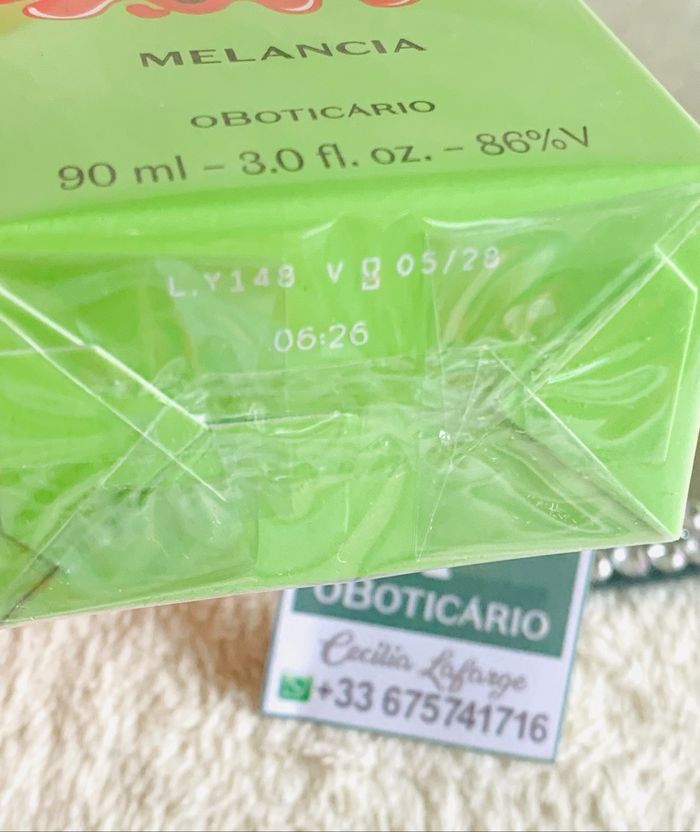 MELANCIA
OBOTICÁRIO
90 ml – 3.0 fl. oz. – 86%V
L.Y148 V g 05/28
06:26
OBOTICÁRIO
Cecilia Lafarge
+33 675741716